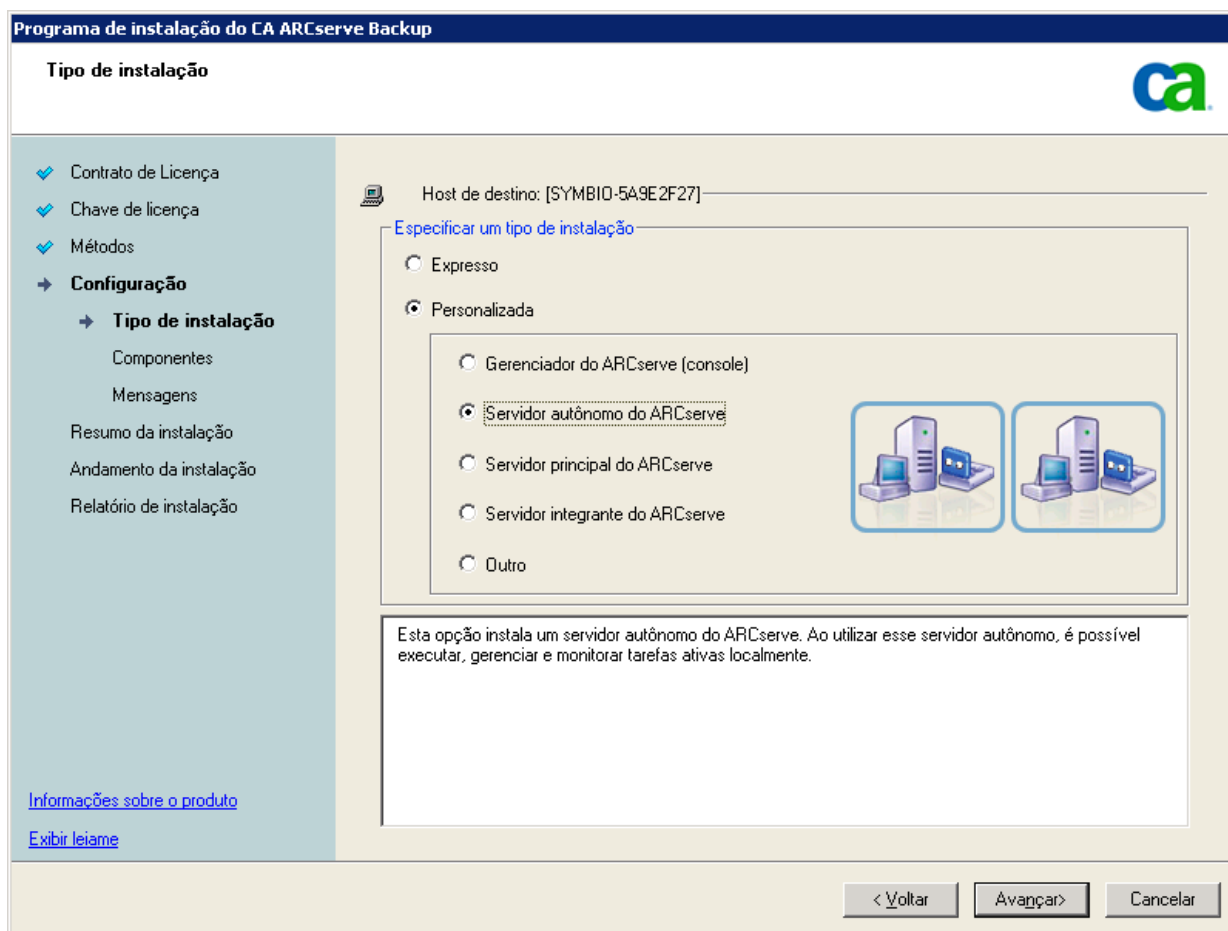 Programa de instalação do CA ARCserve Backup
Tipo de instalação
ca
Contrato de Licença
Chave de licença
Métodos
Configuração
Tipo de instalação
Componentes
Mensagens
Resumo da instalação
Andamento da instalação
Relatório de instalação
Informações sobre o produto
Exibir leiame
Host de destino: [SYMBIO-5A9E2F27]
Especificar um tipo de instalação
Expresso
Personalizada
Gerenciador do ARCserve (console)
Servidor autônomo do ARCserve
Servidor principal do ARCserve
Servidor integrante do ARCserve
Outro
Esta opção instala um servidor autônomo do ARCserve. Ao utilizar esse servidor autônomo, é possível
executar, gerenciar e monitorar tarefas ativas localmente.
< Voltar
Avançar>
Cancelar